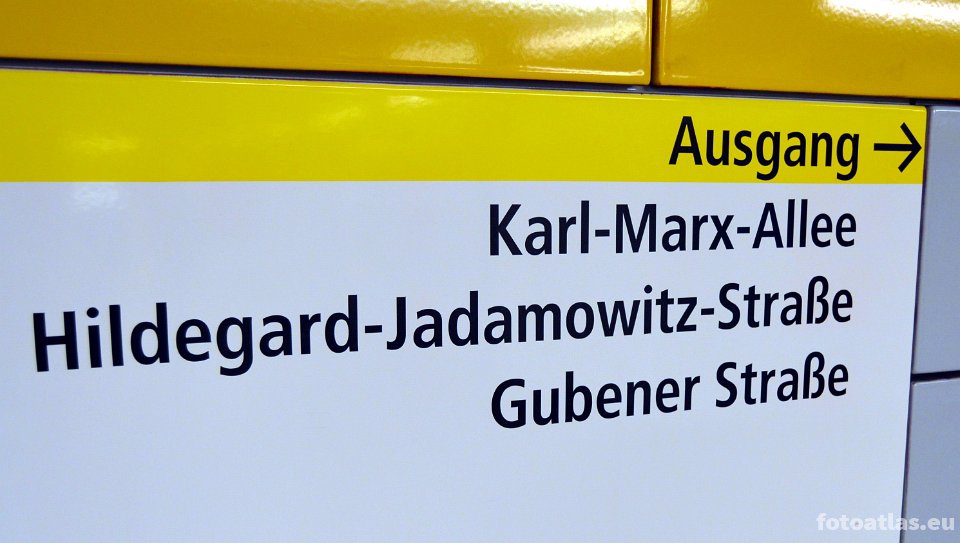 Ausgang →
Karl-Marx-Allee
Hildegard-Jadamowitz-Straße
Gubener Straße
fotoatlas.eu